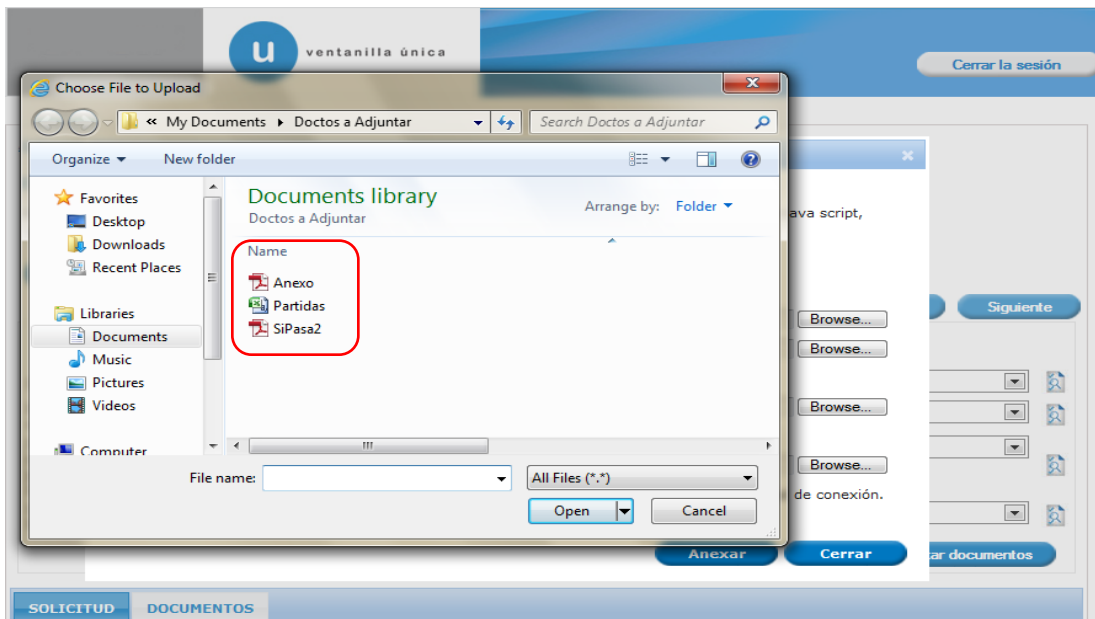 u
ventanilla única
Cerrar la sesión
Choose File to Upload
« My Documents Doctos a Adjuntar
Search Doctos a Adjuntar
Organize
New folder
Favorites
Desktop
Downloads
Recent Places
Libraries
Documents
Music
Pictures
Videos
Computer
Documents library
Doctos a Adjuntar
Arrange by: Folder
Name
Anexo
Partidas
SiPasa2
File name:
All Files (*.*)
Open
Cancel
ava script,
Siguiente
Browse...
Browse...
Browse...
Browse...
de conexión.
Anexar
Cerrar
documentos
SOLICITUD
DOCUMENTOS